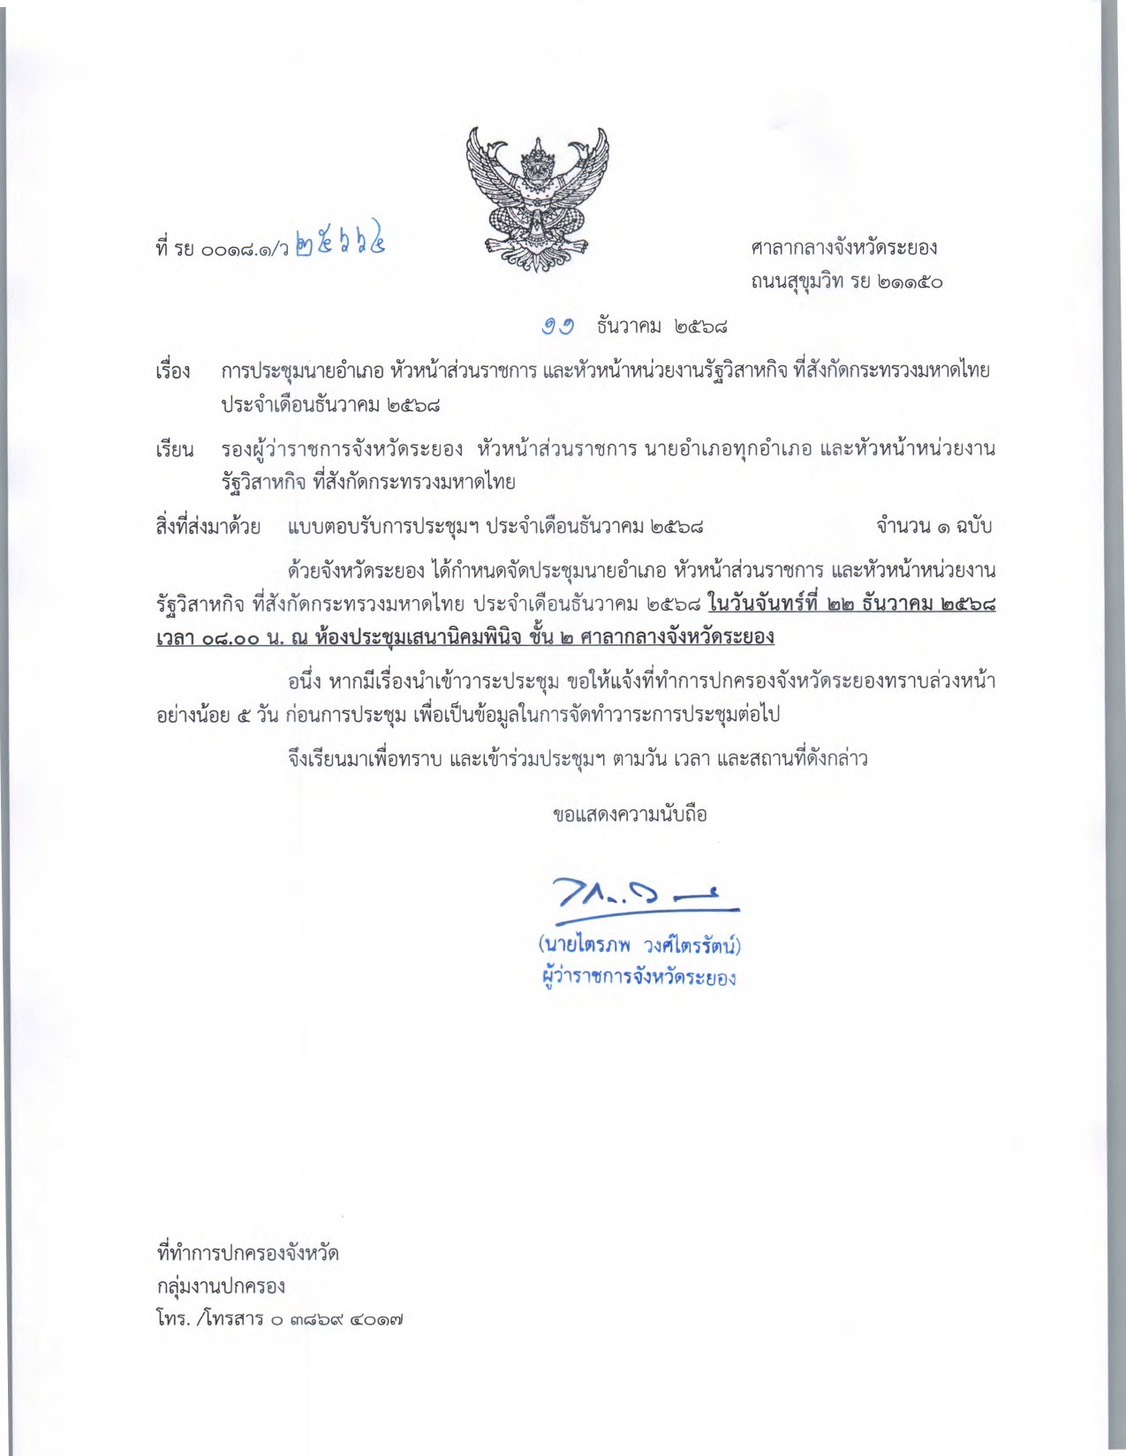 ที่ รย ๐๐๑๘.๑/ว ๒๕๖๖๕
ศาลากลางจังหวัดระยอง
ถนนสุขุมวิท รย ๒๑๑๕๐
๑๑ ธันวาคม ๒๕๖๘
เรื่อง การประชุมนายอำเภอ หัวหน้าส่วนราชการ และหัวหน้าหน่วยงานรัฐวิสาหกิจ ที่สังกัดกระทรวงมหาดไทย
ประจำเดือนธันวาคม ๒๕๖๘
เรียน รองผู้ว่าราชการจังหวัดระยอง หัวหน้าส่วนราชการ นายอำเภอทุกอำเภอ และหัวหน้าหน่วยงาน
รัฐวิสาหกิจ ที่สังกัดกระทรวงมหาดไทย
สิ่งที่ส่งมาด้วย แบบตอบรับการประชุมฯ ประจำเดือนธันวาคม ๒๕๖๘ จำนวน ๑ ฉบับ
ด้วยจังหวัดระยอง ได้กำหนดจัดประชุมนายอำเภอ หัวหน้าส่วนราชการ และหัวหน้าหน่วยงาน
รัฐวิสาหกิจ ที่สังกัดกระทรวงมหาดไทย ประจำเดือนธันวาคม ๒๕๖๘ ในวันจันทร์ที่ ๒๒ ธันวาคม ๒๕๖๘
เวลา ๐๘.๐๐ น. ณ ห้องประชุมเสนานิคมพินิจ ชั้น ๒ ศาลากลางจังหวัดระยอง
อนึ่ง หากมีเรื่องนำเข้าวาระประชุม ขอให้แจ้งที่ทำการปกครองจังหวัดระยองทราบล่วงหน้า
อย่างน้อย ๕ วัน ก่อนการประชุม เพื่อเป็นข้อมูลในการจัดทำวาระการประชุมต่อไป
จึงเรียนมาเพื่อทราบ และเข้าร่วมประชุมฯ ตามวัน เวลา และสถานที่ดังกล่าว
ขอแสดงความนับถือ
(นายไตรภพ วงศ์ไตรรัตน์)
ผู้ว่าราชการจังหวัดระยอง
ที่ทำการปกครองจังหวัด
กลุ่มงานปกครอง
โทร. /โทรสาร ๐ ๓๘๖๙ ๔๐๑๗